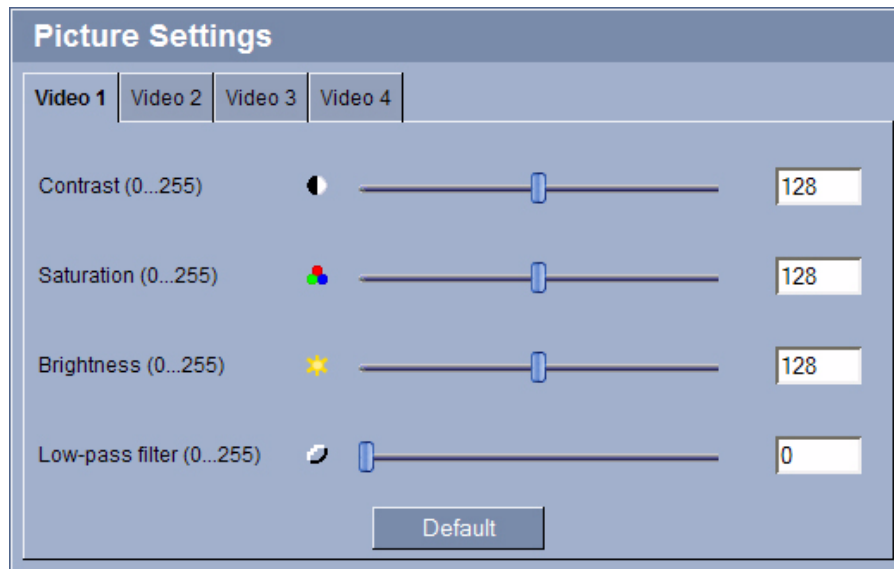 Picture Settings
Video 1 Video 2 Video 3 Video 4
Contrast (0...255) 128
Saturation (0...255) 128
Brightness (0...255) 128
Low-pass filter (0...255) 0
Default